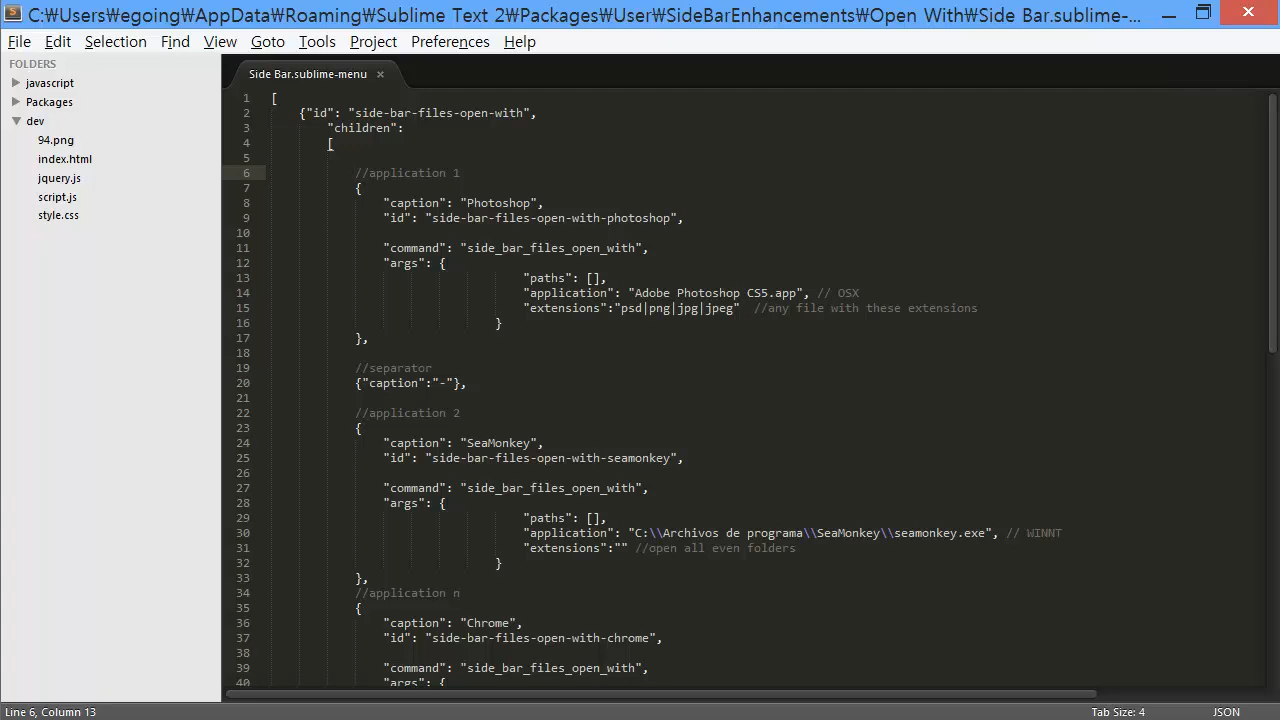 C:₩Users₩egoing₩AppData₩Roaming₩Sublime Text 2₩Packages₩User₩SideBarEnhancements₩Open With₩Side Bar.sublime-...
File Edit Selection Find View Goto Tools Project Preferences Help
FOLDERS
javascript
Packages
dev
94.png
index.html
jquery.js
script.js
style.css
Side Bar.sublime-menu ×
1 [
2 {"id": "side-bar-files-open-with",
3 "children":
4 [
5
6 //application 1
7 {
8 "caption": "Photoshop",
9 "id": "side-bar-files-open-with-photoshop",
10
11 "command": "side_bar_files_open_with",
12 "args": {
13 "paths": [],
14 "application": "Adobe Photoshop CS5.app", // OSX
15 "extensions":"psd|png|jpg|jpeg" //any file with these extensions
16 }
17 },
18
19 //separator
20 {"caption":"-"},
21
22 //application 2
23 {
24 "caption": "SeaMonkey",
25 "id": "side-bar-files-open-with-seamonkey",
26
27 "command": "side_bar_files_open_with",
28 "args": {
29 "paths": [],
30 "application": "C:\\Archivos de programa\\SeaMonkey\\seamonkey.exe", // WINNT
31 "extensions":"" //open all even folders
32 }
33 },
34 //application n
35 {
36 "caption": "Chrome",
37 "id": "side-bar-files-open-with-chrome",
38
39 "command": "side_bar_files_open_with",
40 "args": {
Line 6, Column 13
Tab Size: 4
JSON